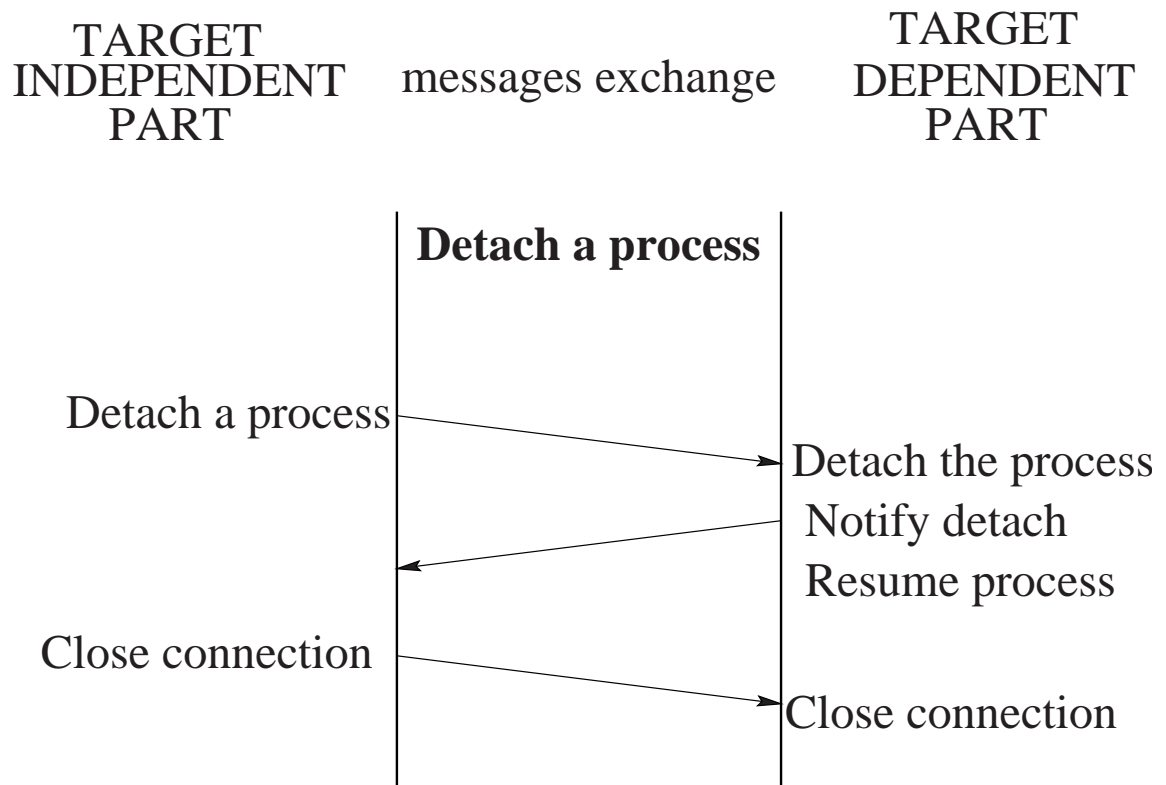 TARGET
INDEPENDENT
PART
messages exchange
TARGET
DEPENDENT
PART
Detach a process
Detach a process
Detach the process
Notify detach
Resume process
Close connection
Close connection